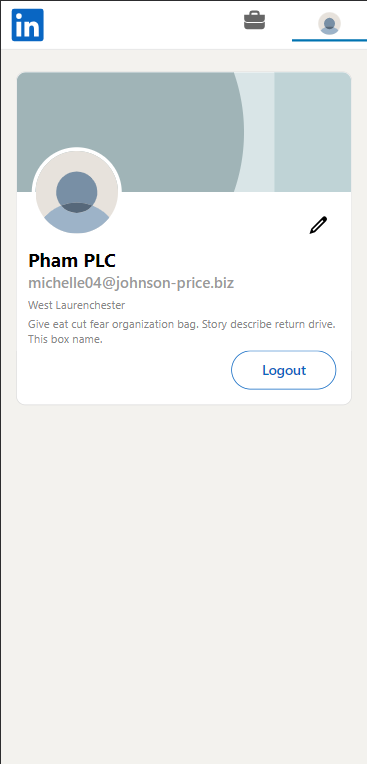 in
Pham PLC
michelle04@johnson-price.biz
West Laurenchester
Give eat cut fear organization bag. Story describe return drive.
This box name.
Logout